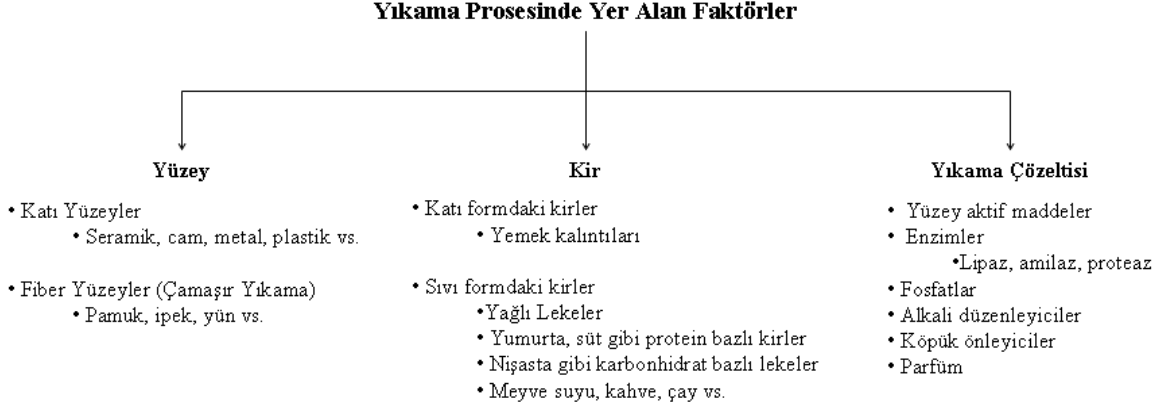 Yıkama Prosesinde Yer Alan Faktörler
Yüzey
• Katı Yüzeyler
• Seramik, cam, metal, plastik vs.
• Fiber Yüzeyler (Çamaşır Yıkama)
• Pamuk, ipek, yün vs.
Kir
• Katı formdaki kirler
• Yemek kalıntıları
• Sıvı formdaki kirler
•Yağlı Lekeler
• Yumurta, süt gibi protein bazlı kirler
• Nişasta gibi karbonhidrat bazlı lekeler
• Meyve suyu, kahve, çay vs.
Yıkama Çözeltisi
• Yüzey aktif maddeler
• Enzimler
•Lipaz, amilaz, proteaz
• Fosfatlar
• Alkali düzenleyiciler
• Köpük önleyiciler
• Parfüm